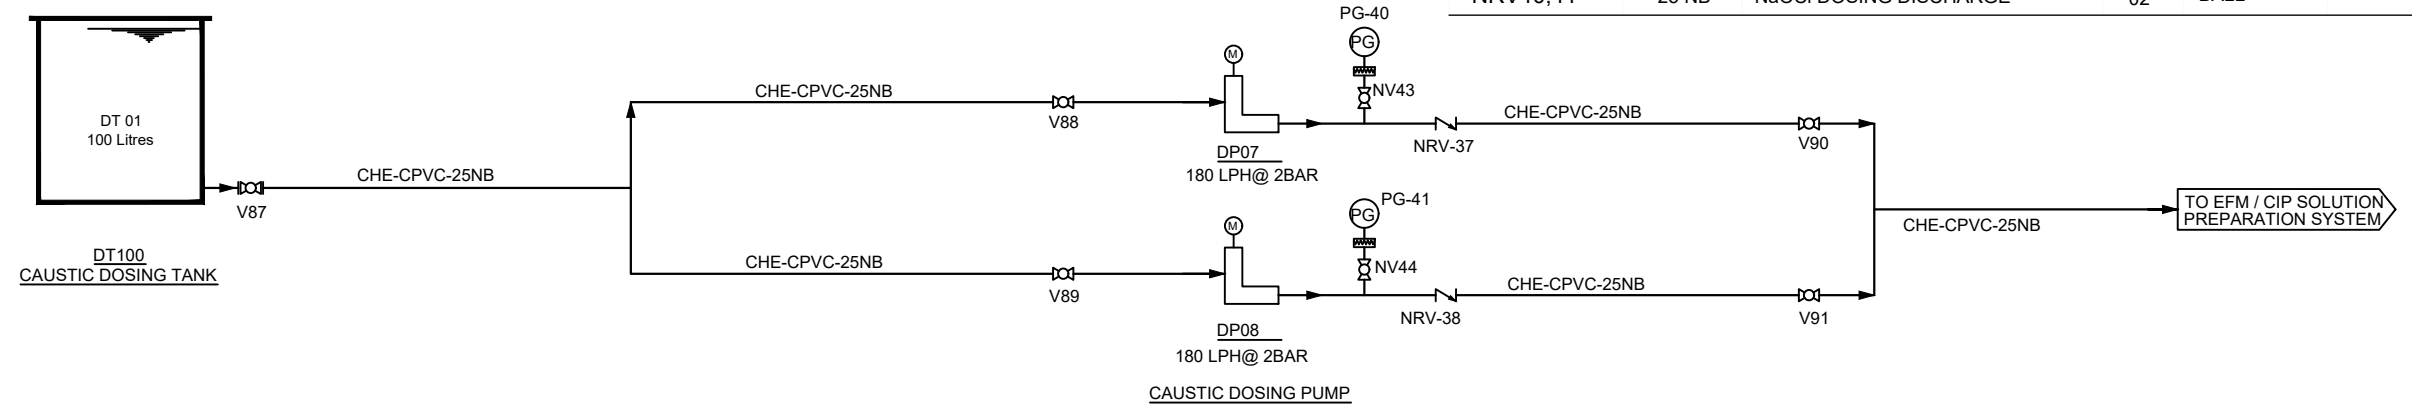 DT 01
100 Litres
DT100
CAUSTIC DOSING TANK
V87
CHE-CPVC-25NB
CHE-CPVC-25NB
V88
CHE-CPVC-25NB
V89
M
DP07
180 LPH@ 2BAR
PG-40
PG
NV43
NRV-37
CHE-CPVC-25NB
V90
M
DP08
180 LPH@ 2BAR
CAUSTIC DOSING PUMP
PG-41
PG
NV44
NRV-38
CHE-CPVC-25NB
V91
CHE-CPVC-25NB
TO EFM / CIP SOLUTION
PREPARATION SYSTEM